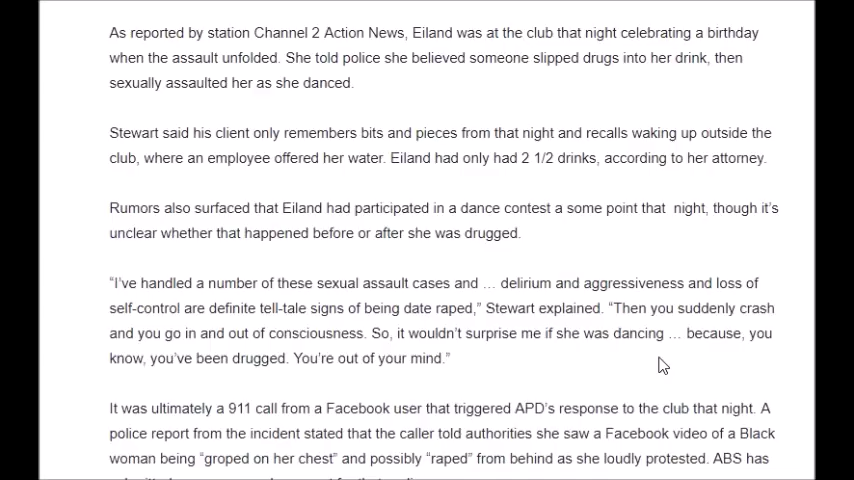 As reported by station Channel 2 Action News, Eiland was at the club that night celebrating a birthday
when the assault unfolded. She told police she believed someone slipped drugs into her drink, then
sexually assaulted her as she danced.
Stewart said his client only remembers bits and pieces from that night and recalls waking up outside the
club, where an employee offered her water. Eiland had only had 2 1/2 drinks, according to her attorney.
Rumors also surfaced that Eiland had participated in a dance contest a some point that  night, though it’s
unclear whether that happened before or after she was drugged.
“I’ve handled a number of these sexual assault cases and … delirium and aggressiveness and loss of
self-control are definite tell-tale signs of being date raped,” Stewart explained. “Then you suddenly crash
and you go in and out of consciousness. So, it wouldn’t surprise me if she was dancing … because, you
know, you’ve been drugged. You’re out of your mind.”
It was ultimately a 911 call from a Facebook user that triggered APD’s response to the club that night. A
police report from the incident stated that the caller told authorities she saw a Facebook video of a Black
woman being “groped on her chest” and possibly “raped” from behind as she loudly protested. ABS has